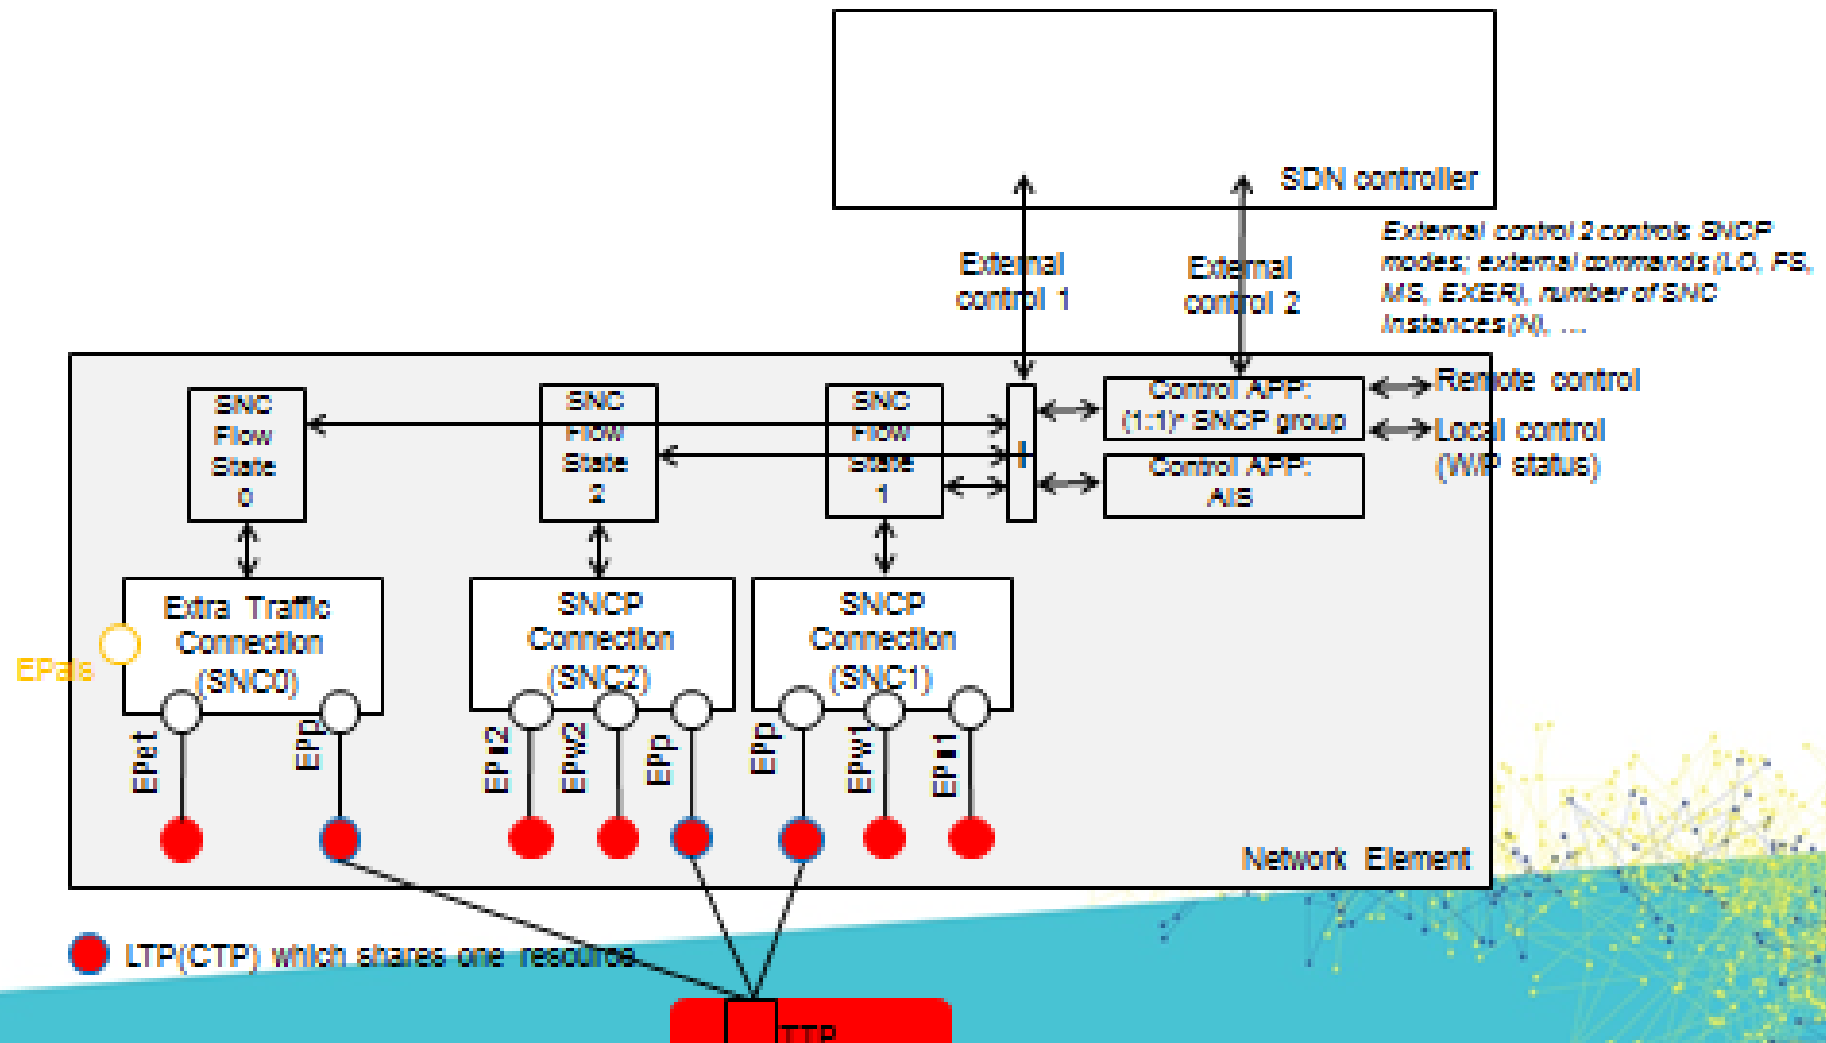 SDN controller
External control 2 controls SNCP
modes; external commands (LO, FS,
MS, EXER), number of SNC
Instances (N), ...
External
control 1
External
control 2
SNC
Flow
State
0
SNC
Flow
State
2
SNC
Flow
State
1
I
Control APP:
(1:1)ⁿ SNCP group
Control APP:
AIS
Remote control
Local control
(W/P status)
Extra Traffic
Connection
(SNC0)
SNCP
Connection
(SNC2)
SNCP
Connection
(SNC1)
EPais
EPet
EPp
EPn2
EPw2
EPp
EPp
EPw1
EPn1
Network Element
LTP(CTP) which shares one resource
TTP